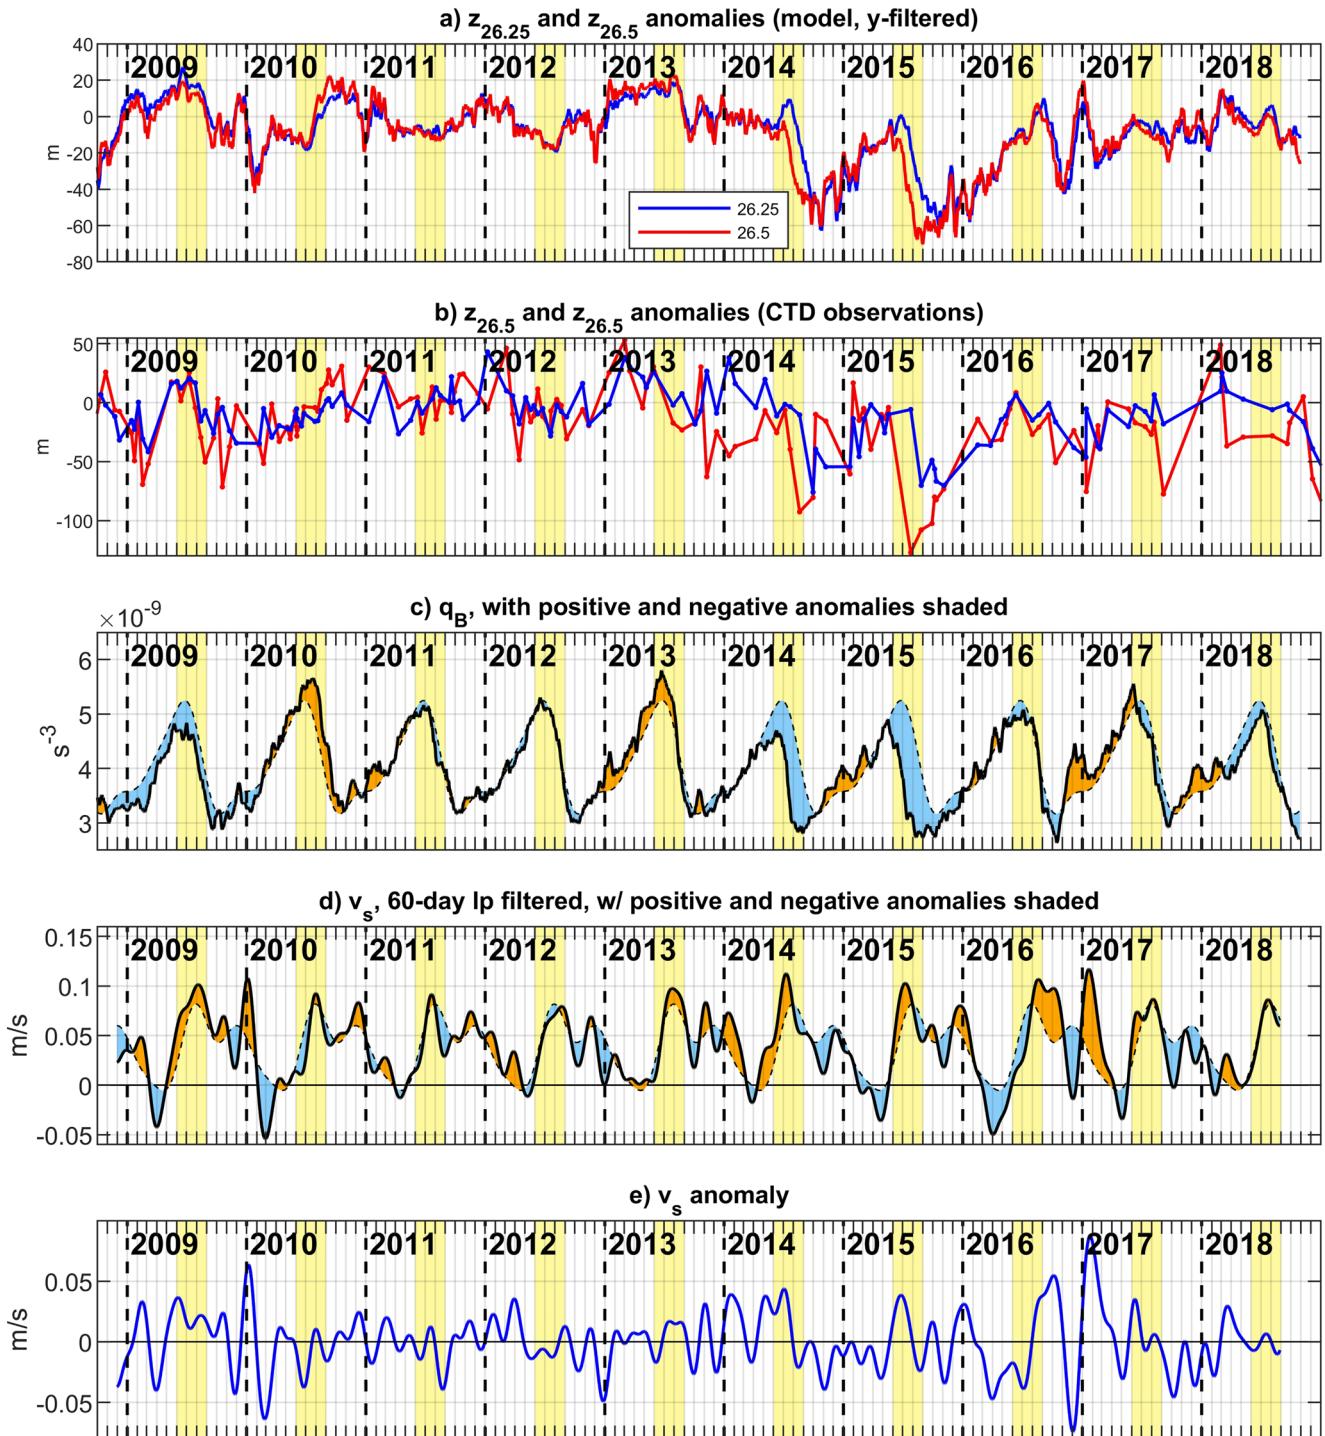 a) z26.25 and z26.5 anomalies (model, y-filtered)
40
20
0
-20
-40
-60
-80
m
2009 2010 2011 2012 2013 2014 2015 2016 2017 2018
26.25
26.5
b) z26.5 and z26.5 anomalies (CTD observations)
50
0
-50
-100
m
2009 2010 2011 2012 2013 2014 2015 2016 2017 2018
c) qB, with positive and negative anomalies shaded
×10-9
6
5
4
3
s-3
2009 2010 2011 2012 2013 2014 2015 2016 2017 2018
d) vs, 60-day lp filtered, w/ positive and negative anomalies shaded
0.15
0.1
0.05
0
-0.05
m/s
2009 2010 2011 2012 2013 2014 2015 2016 2017 2018
e) vs anomaly
0.05
0
-0.05
m/s
2009 2010 2011 2012 2013 2014 2015 2016 2017 2018